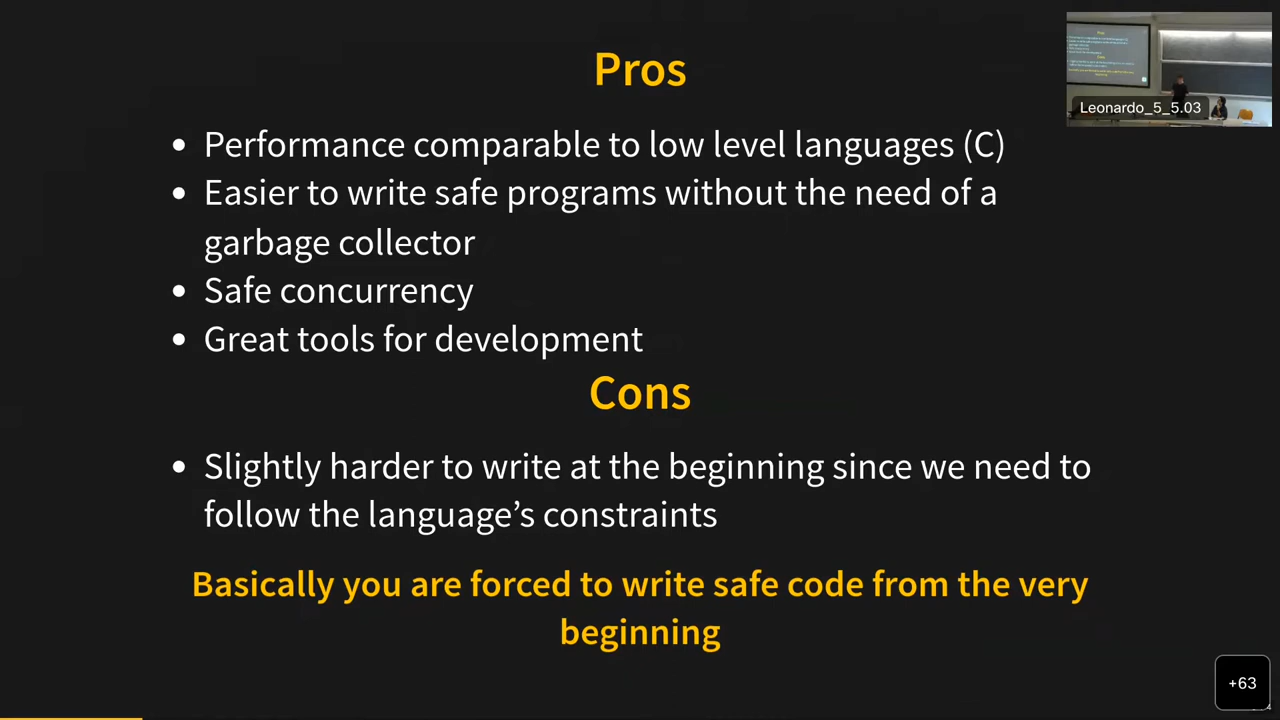 Pros
Leonardo_5_5.03
• Performance comparable to low level languages (C)
• Easier to write safe programs without the need of a
garbage collector
• Safe concurrency
• Great tools for development
Cons
• Slightly harder to write at the beginning since we need to
follow the language’s constraints
Basically you are forced to write safe code from the very
beginning
+63